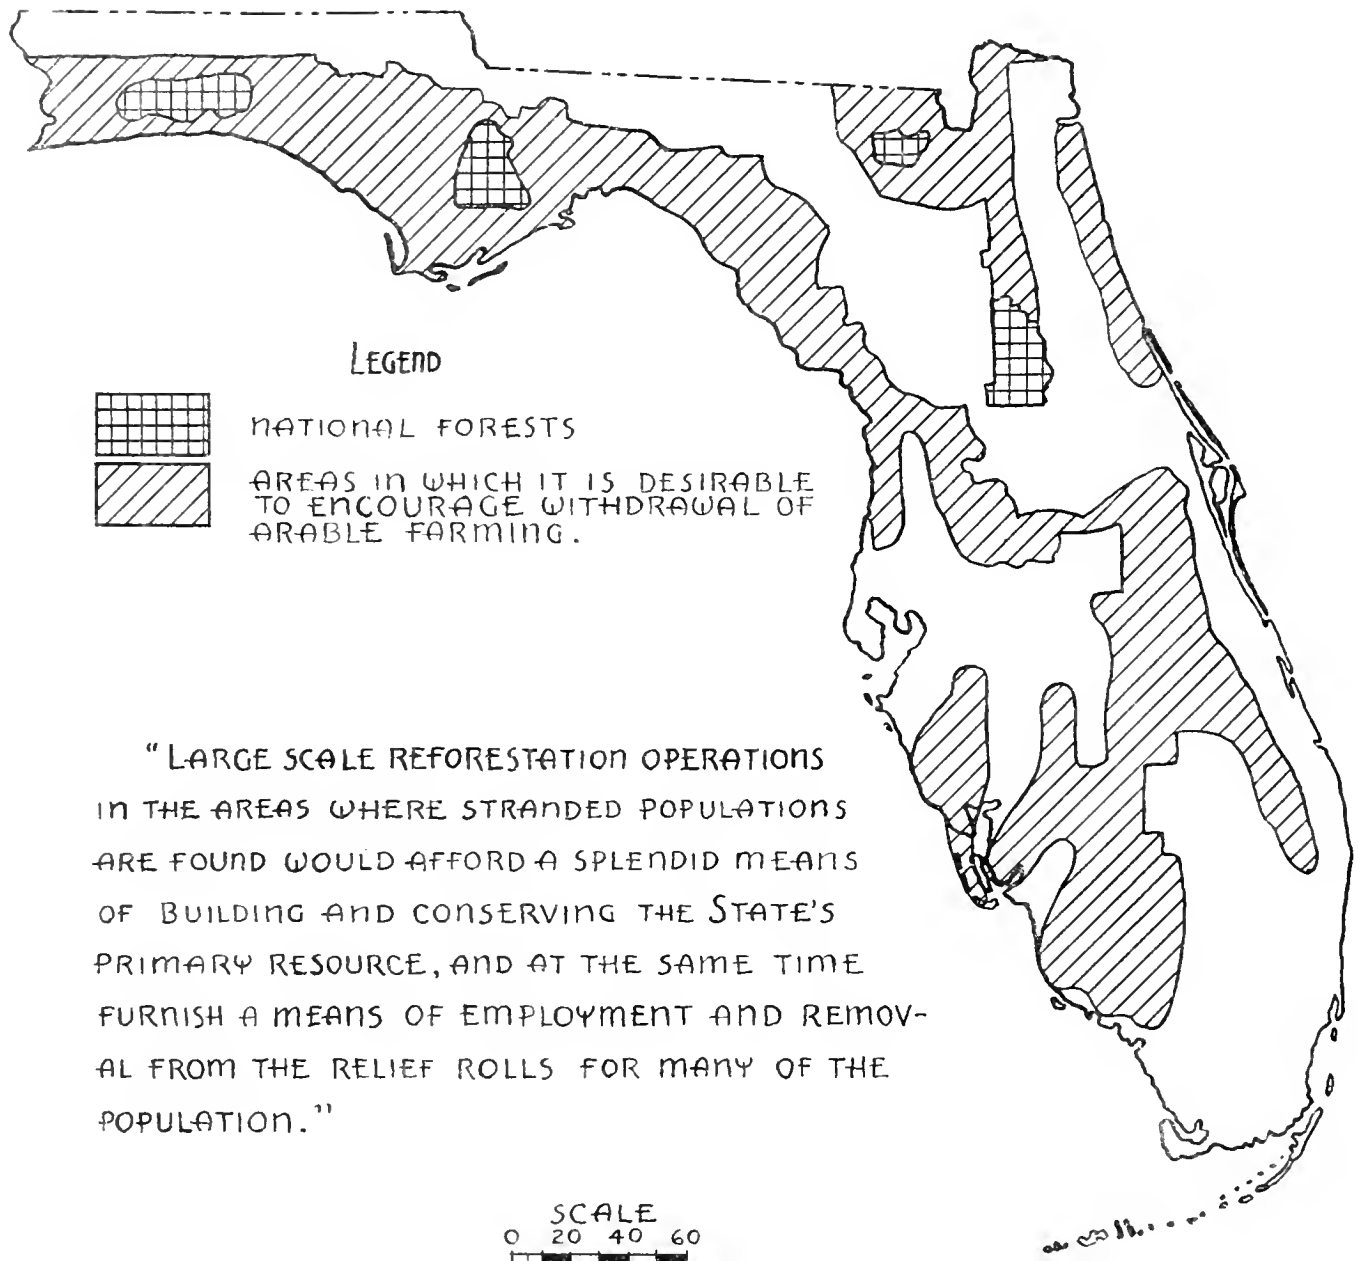 LEGEND
NATIONAL FORESTS
AREAS IN WHICH IT IS DESIRABLE
TO ENCOURAGE WITHDRAWAL OF
ARABLE FARMING.
"LARGE SCALE REFORESTATION OPERATIONS
IN THE AREAS WHERE STRANDED POPULATIONS
ARE FOUND WOULD AFFORD A SPLENDID MEANS
OF BUILDING AND CONSERVING THE STATE'S
PRIMARY RESOURCE, AND AT THE SAME TIME
FURNISH A MEANS OF EMPLOYMENT AND REMOV-
AL FROM THE RELIEF ROLLS FOR MANY OF THE
POPULATION."
SCALE
0 20 40 60